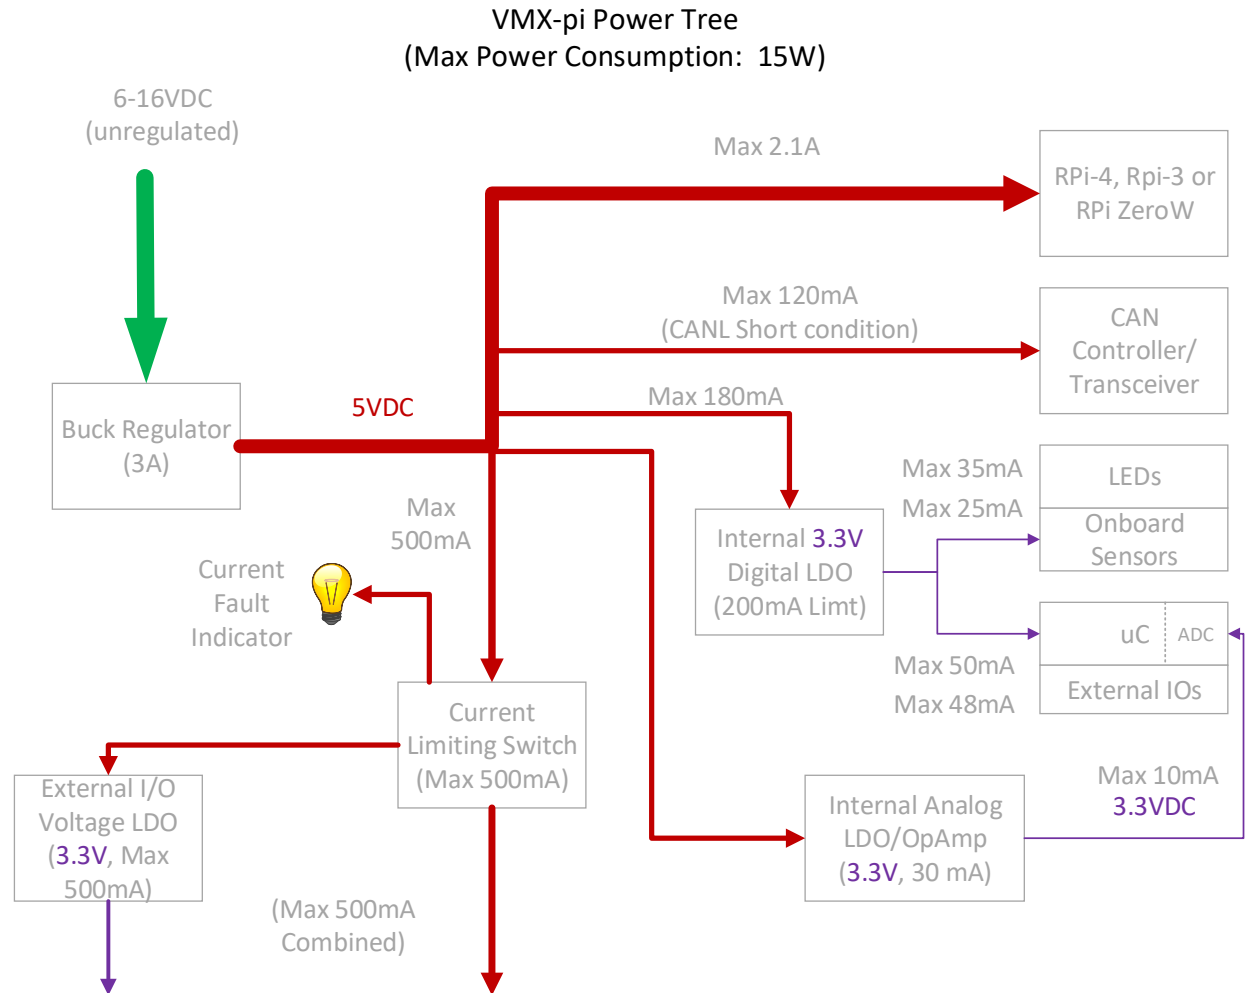 VMX-pi Power Tree
(Max Power Consumption:  15W)
6-16VDC
(unregulated)
Max 2.1A
RPi-4, Rpi-3 or
RPi ZeroW
Max 120mA
(CANL Short condition)
CAN
Controller/
Transceiver
Max 180mA
5VDC
Buck Regulator
(3A)
Max
500mA
Max 35mA
Max 25mA
LEDs
Onboard
Sensors
Internal 3.3V
Digital LDO
(200mA Limt)
Current
Fault
Indicator
uC
ADC
External IOs
Max 50mA
Max 48mA
Current
Limiting Switch
(Max 500mA)
External I/O
Voltage LDO
(3.3V, Max
500mA)
Max 10mA
3.3VDC
Internal Analog
LDO/OpAmp
(3.3V, 30 mA)
(Max 500mA
Combined)